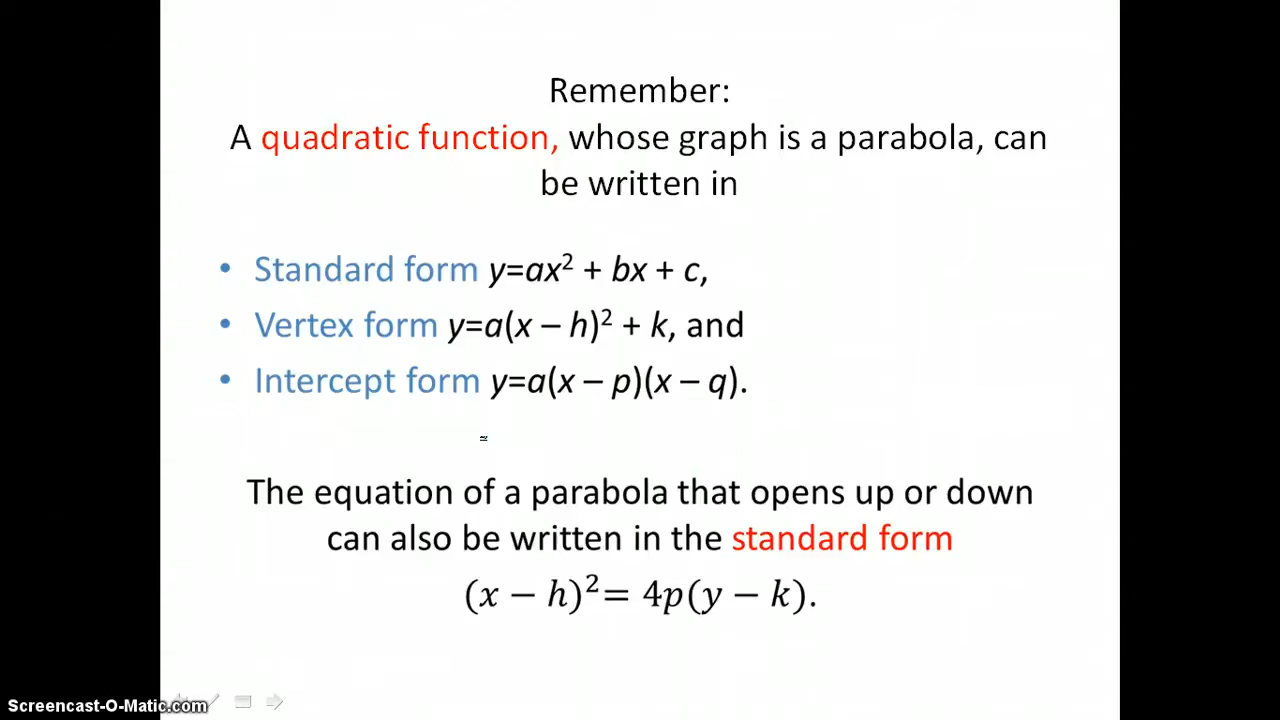 Remember:
A quadratic function, whose graph is a parabola, can
be written in
• Standard form y=ax² + bx + c,
• Vertex form y=a(x – h)² + k, and
• Intercept form y=a(x – p)(x – q).
The equation of a parabola that opens up or down
can also be written in the standard form
(x − h)²= 4p(y − k).
Screencast-O-Matic.com